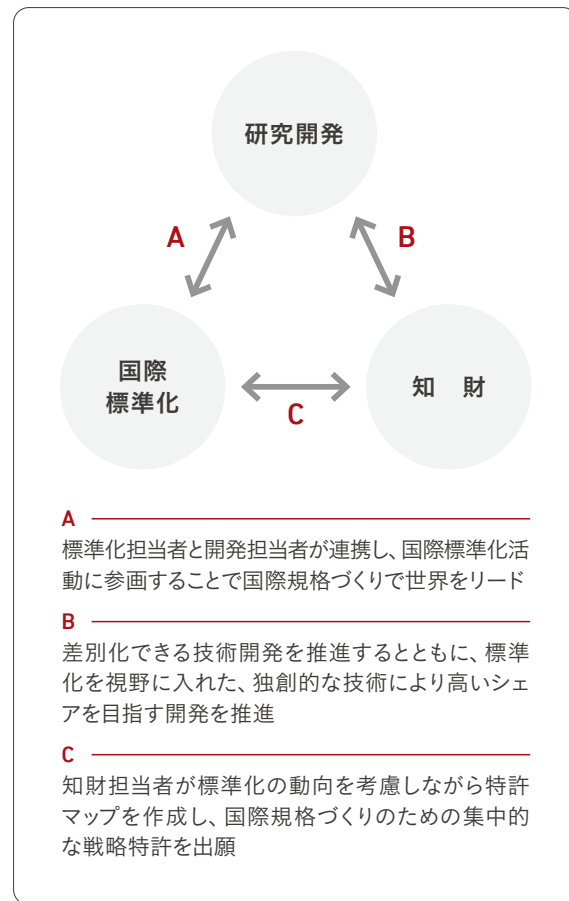 研究開発
A
B
国際
標準化
知　財
C
A
標準化担当者と開発担当者が連携し、国際標準化活
動に参画することで国際規格づくりで世界をリード
B
差別化できる技術開発を推進するとともに、標準
化を視野に入れた、独創的な技術により高いシェ
アを目指す開発を推進
C
知財担当者が標準化の動向を考慮しながら特許
マップを作成し、国際規格づくりのための集中的
な戦略特許を出願